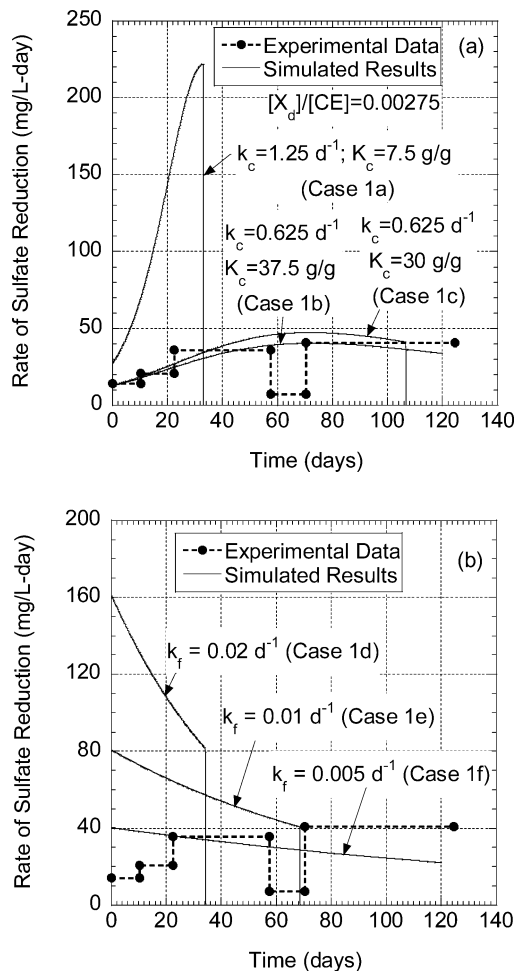 250
200
150
100
50
0
Rate of Sulfate Reduction (mg/L-day)
Experimental Data
Simulated Results
(a)
[X_d]/[CE]=0.00275
k_c=1.25 d^-1; K_c=7.5 g/g
(Case 1a)
k_c=0.625 d^-1
K_c=37.5 g/g
(Case 1b)
k_c=0.625 d^-1
K_c=30 g/g
(Case 1c)
0 20 40 60 80 100 120 140
Time (days)
200
160
120
80
40
0
Rate of Sulfate Reduction (mg/L-day)
Experimental Data
Simulated Results
(b)
k_f = 0.02 d^-1 (Case 1d)
k_f = 0.01 d^-1 (Case 1e)
k_f = 0.005 d^-1 (Case 1f)
0 20 40 60 80 100 120 140
Time (days)